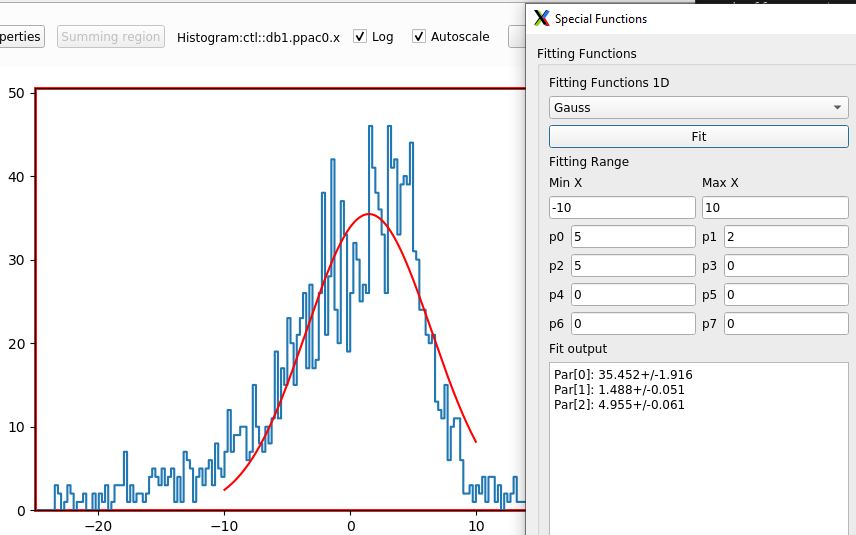 Special Functions
perties
Summing region
Histogram:ctl::db1.ppac0.x
Log
Autoscale
Fitting Functions
Fitting Functions 1D
Gauss
Fit
Fitting Range
Min X
Max X
-10
10
p0 5
p1 2
p2 5
p3 0
p4 0
p5 0
p6 0
p7 0
Fit output
Par[0]: 35.452+/-1.916
Par[1]: 1.488+/-0.051
Par[2]: 4.955+/-0.061
50
40
30
20
10
0
−20
−10
0
10